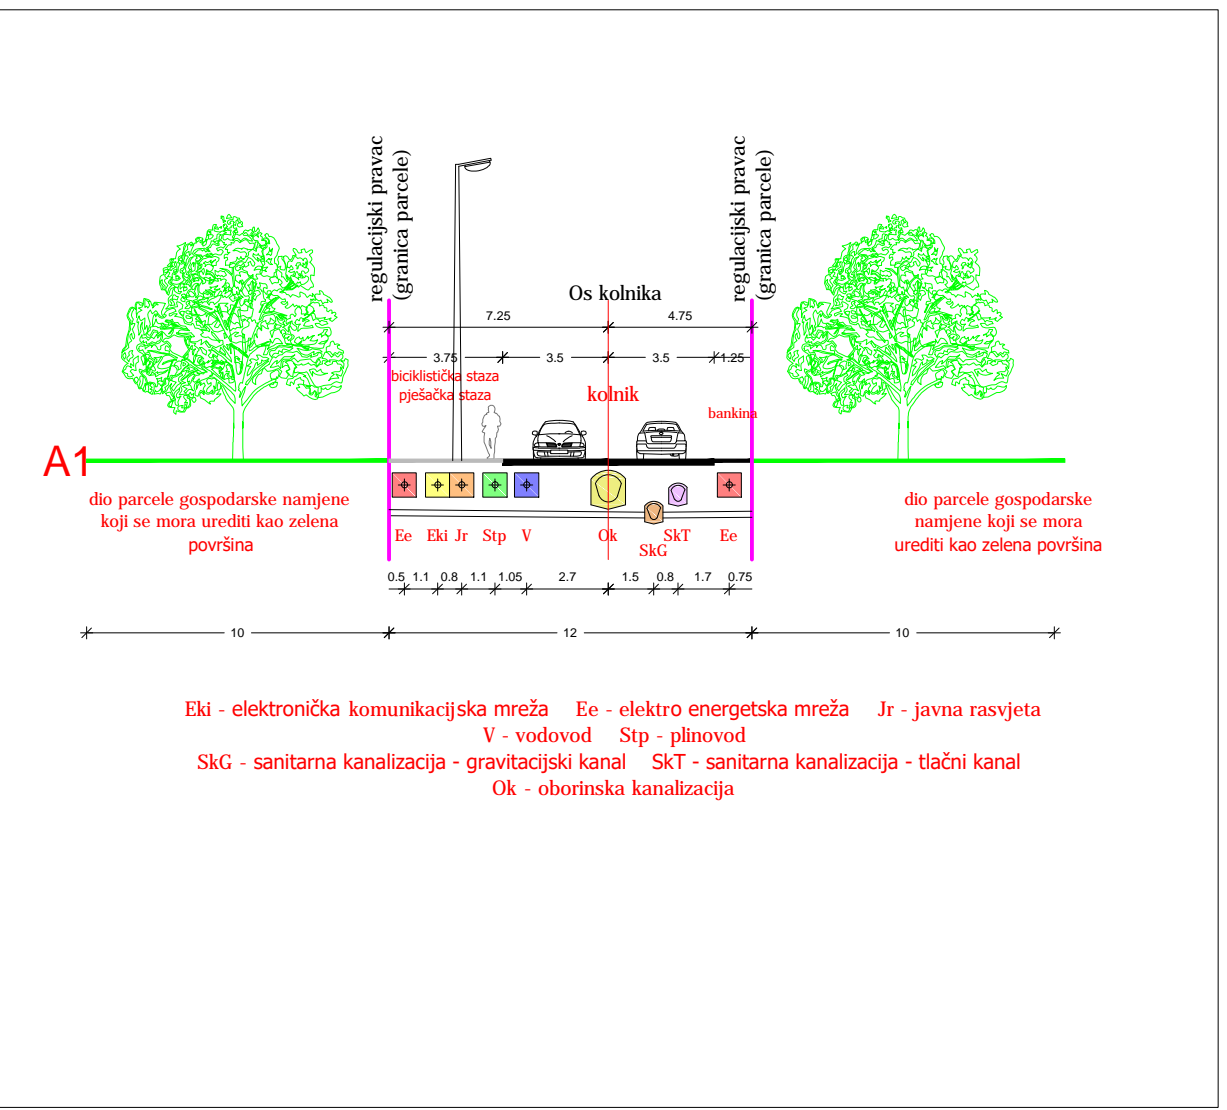 regulacijski pravac
(granica parcele)
regulacijski pravac
(granica parcele)
Os kolnika
7.25 4.75
3.75 3.5 3.5 1.25
biciklistička staza
pješačka staza
kolnik
bankina
A1
dio parcele gospodarske namjene
koji se mora urediti kao zelena
površina
dio parcele gospodarske
namjene koji se mora
urediti kao zelena površina
Ee Eki Jr Stp V Ok SkT Ee
SkG
0.5 1.1 0.8 1.1 1.05 2.7 1.5 0.8 1.7 0.75
10 12 10
Eki - elektronička komunikacijska mreža Ee - elektro energetska mreža Jr - javna rasvjeta
V - vodovod Stp - plinovod
SkG - sanitarna kanalizacija - gravitacijski kanal SkT - sanitarna kanalizacija - tlačni kanal
Ok - oborinska kanalizacija